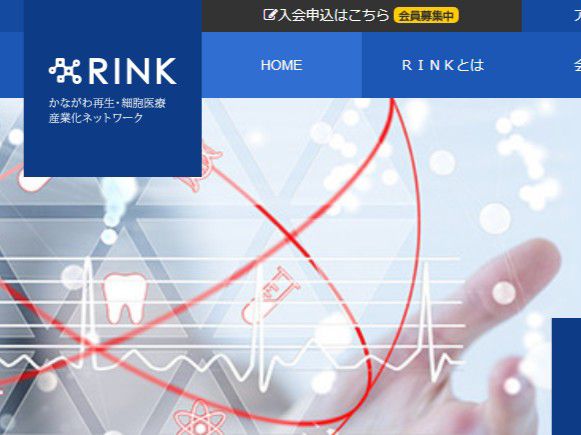 入会申込はこちら 会員募集中
RINK
かながわ再生・細胞医療
産業化ネットワーク
HOME
ＲＩＮＫとは